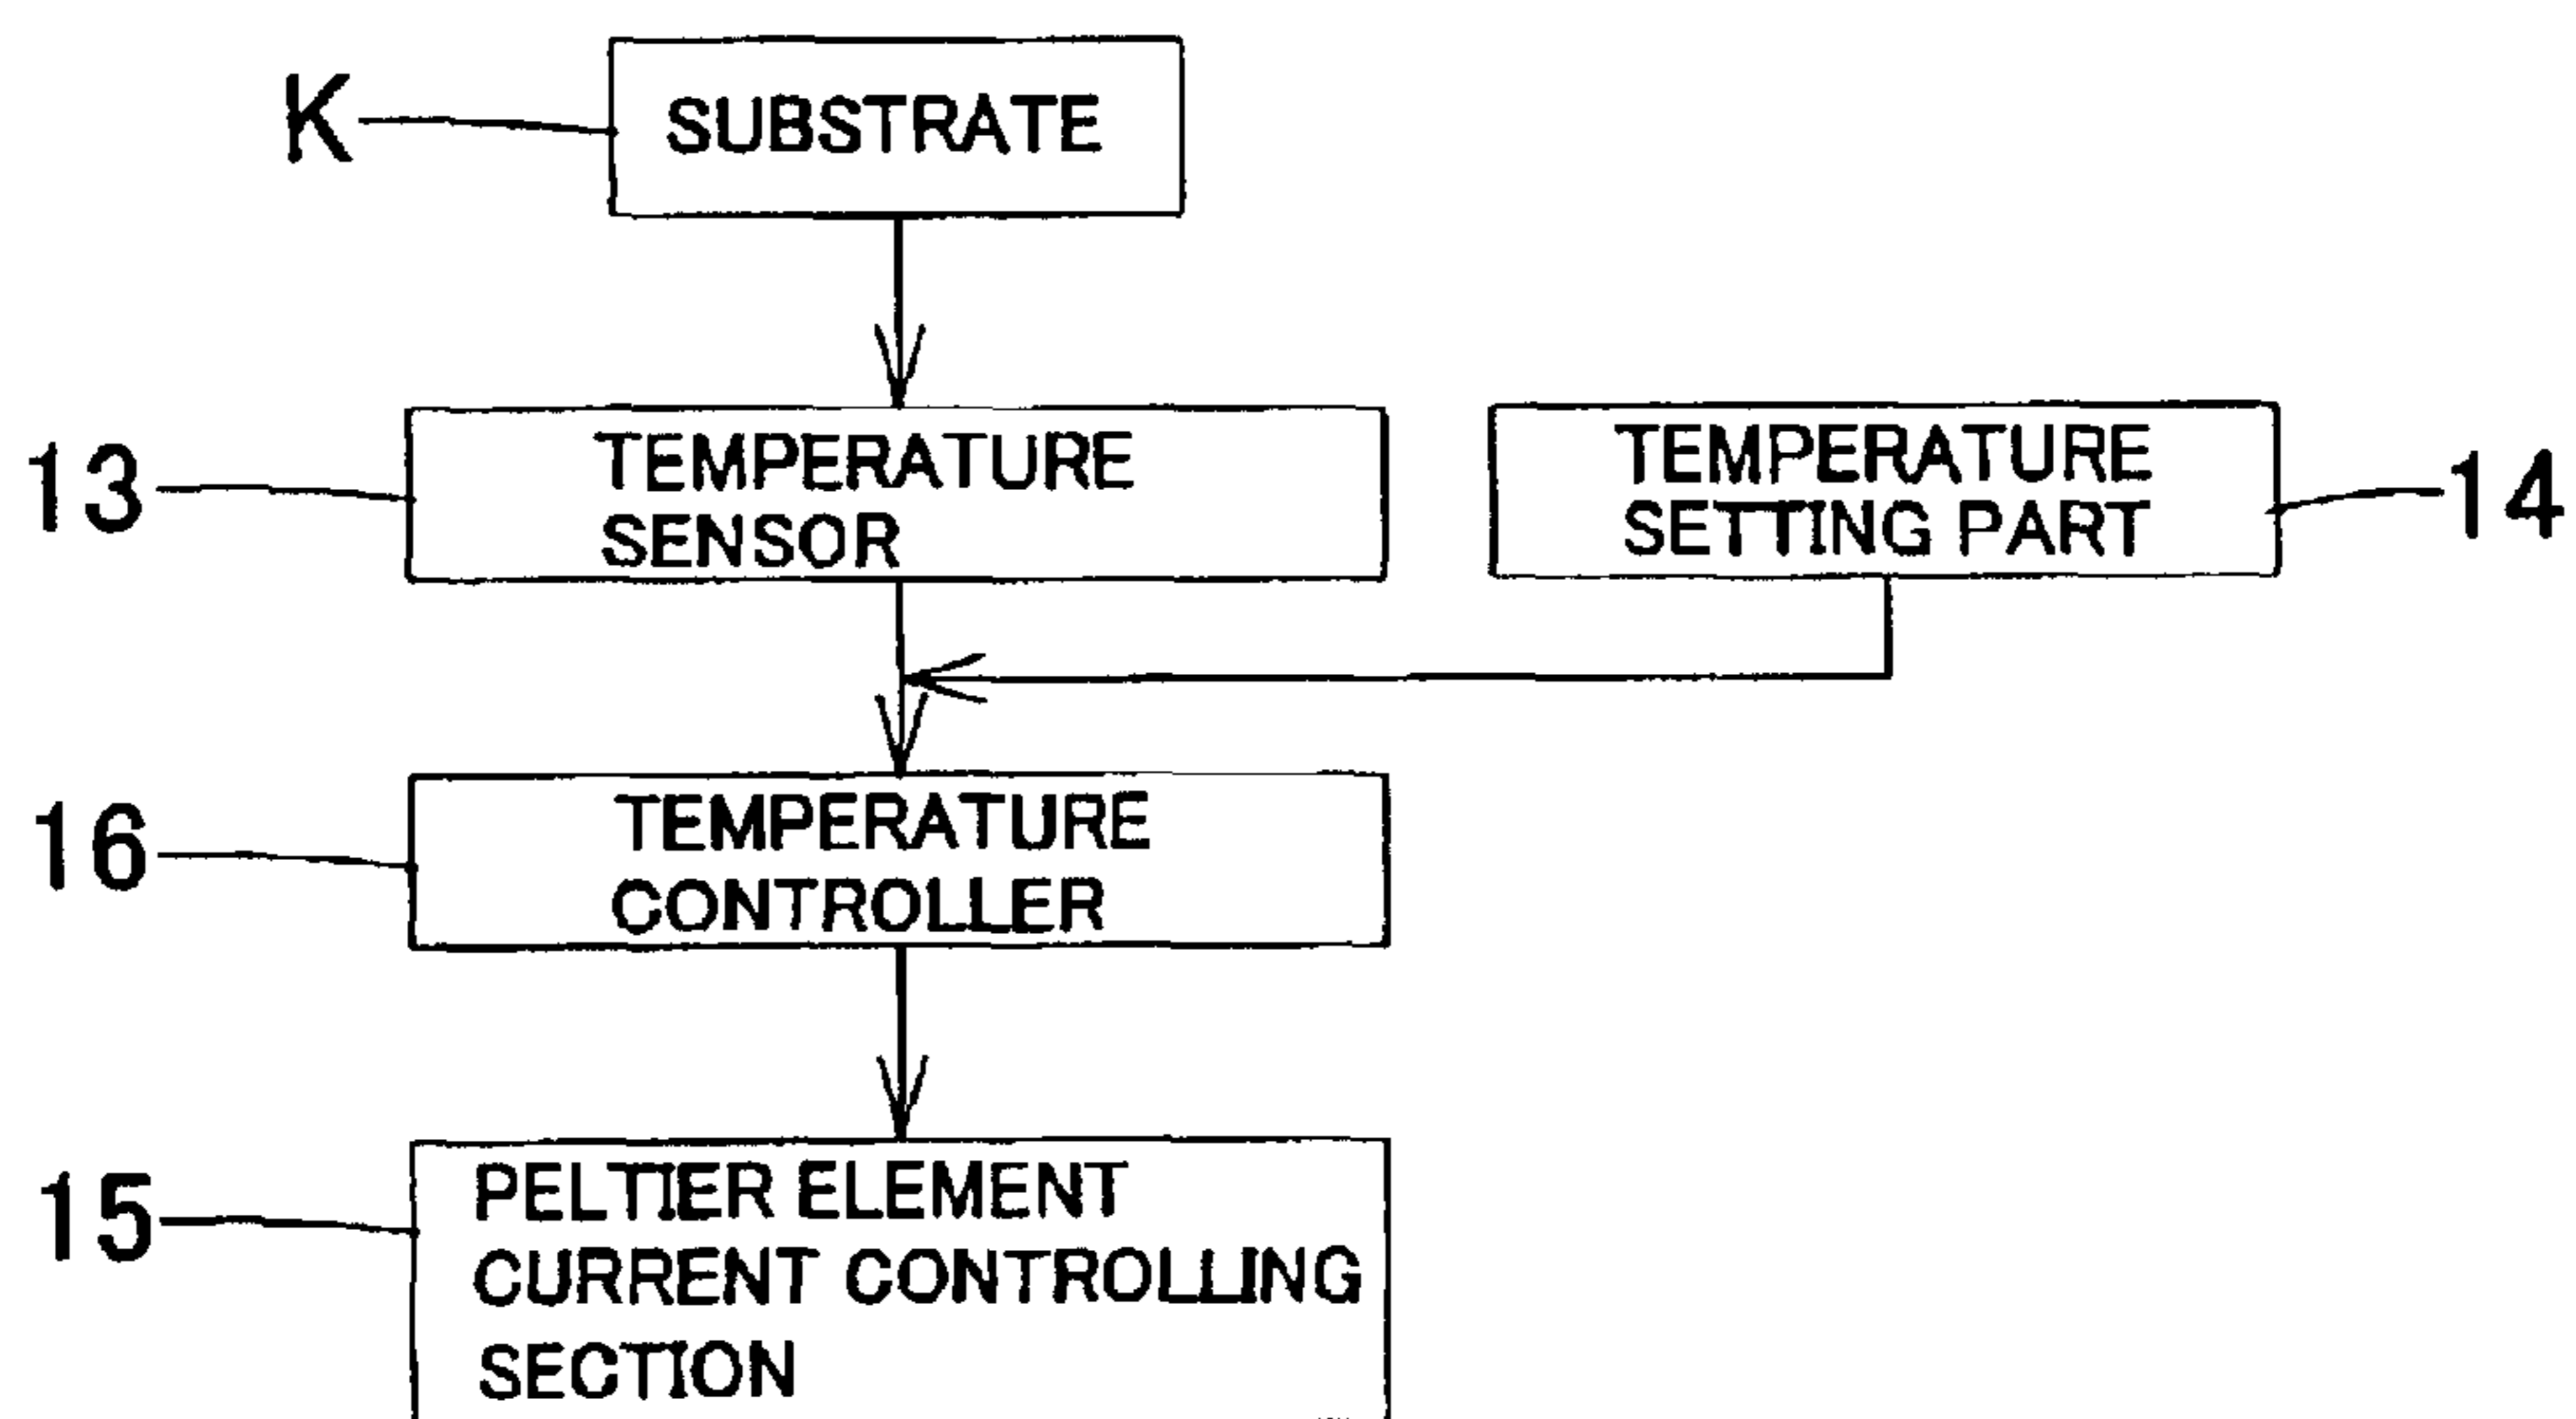 K
SUBSTRATE
13
TEMPERATURE
SENSOR
TEMPERATURE
SETTING PART
14
16
TEMPERATURE
CONTROLLER
15
PELTIER ELEMENT
CURRENT CONTROLLING
SECTION